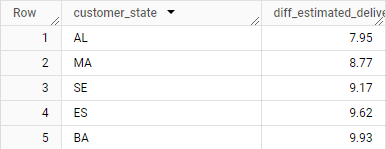 Row customer_state diff_estimated_delive
1 AL 7.95
2 MA 8.77
3 SE 9.17
4 ES 9.62
5 BA 9.93